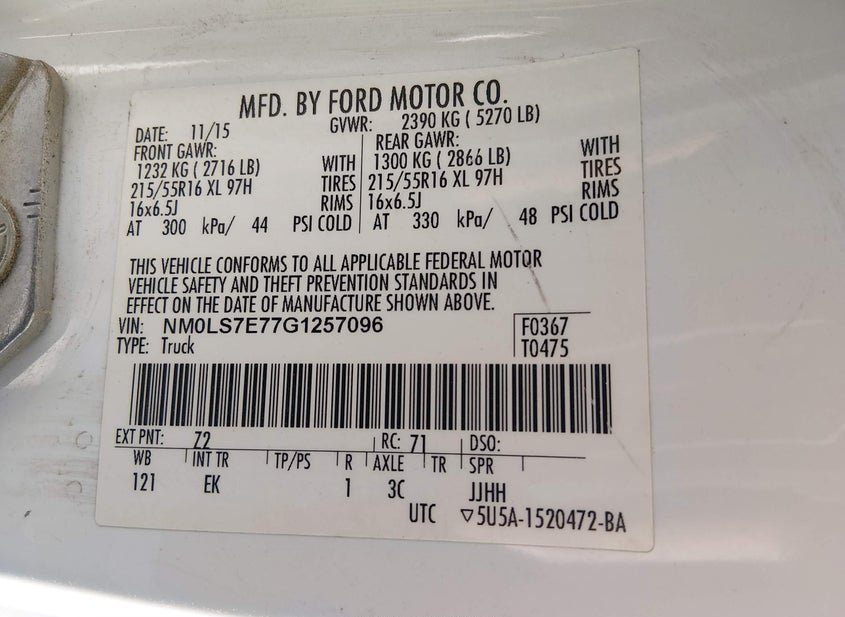 MFD. BY FORD MOTOR CO.
DATE: 11/15 GVWR: 2390 KG ( 5270 LB)
FRONT GAWR: REAR GAWR: WITH
1232 KG ( 2716 LB) WITH 1300 KG ( 2866 LB) TIRES
215/55R16 XL 97H TIRES 215/55R16 XL 97H RIMS
16x6.5J RIMS 16x6.5J
AT 300 kPa/ 44 PSI COLD AT 330 kPa/ 48 PSI COLD
THIS VEHICLE CONFORMS TO ALL APPLICABLE FEDERAL MOTOR
VEHICLE SAFETY AND THEFT PREVENTION STANDARDS IN
EFFECT ON THE DATE OF MANUFACTURE SHOWN ABOVE.
VIN: NM0LS7E77G1257096 F0367
TYPE: Truck T0475
EXT PNT: Z2 RC: 71 DSO:
WB INT TR TP/PS R AXLE TR SPR
121 EK 1 3C JJHH
UTC ▽5U5A-1520472-BA